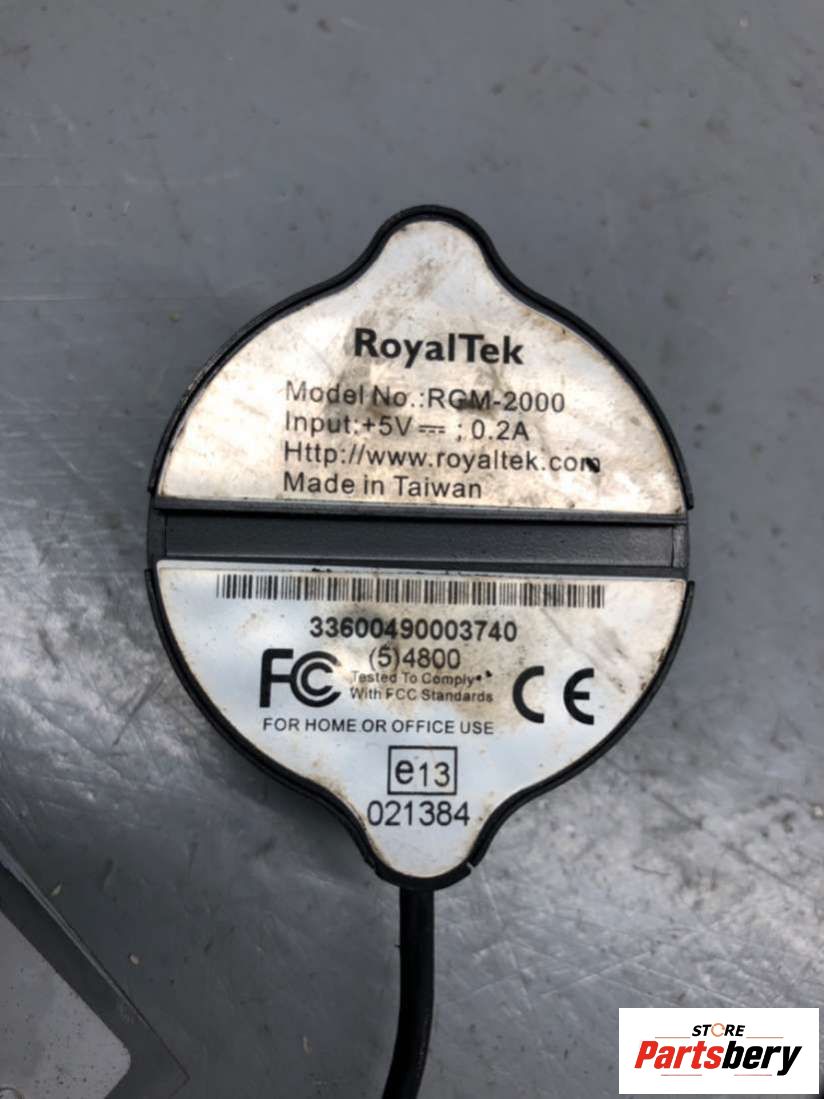 RoyalTek
Model No.:RGM-2000
Input:+5V⎓; 0.2A
Http://www.royaltek.com
Made in Taiwan
33600490003740
(5)4800
FC Tested To Comply
With FCC Standards
CE
FOR HOME OR OFFICE USE
e13
021384
STORE
Partsbery